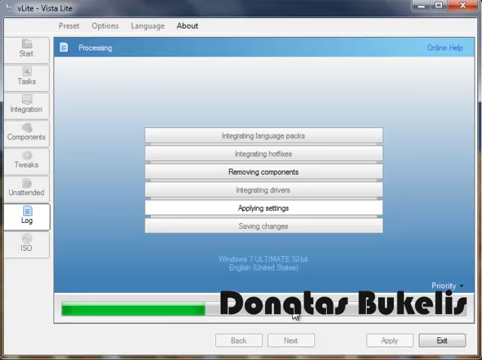 vLite - Vista Lite
Preset Options Language About
Start
Tasks
Integration
Components
Tweaks
Unattended
Log
ISO
Processing
Online Help
Integrating language packs
Integrating hotfixes
Removing components
Integrating drivers
Applying settings
Saving changes
Windows 7 ULTIMATE 32-bit
English (United States)
Priority
Donatas Bukelis
Back Next Apply Exit